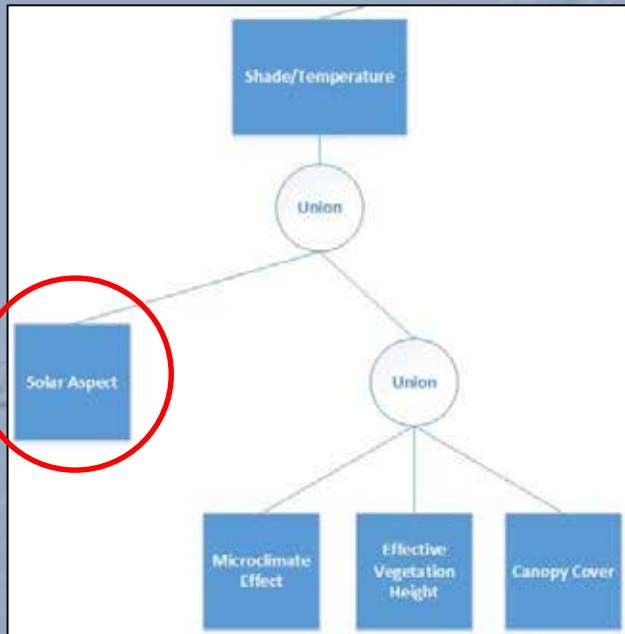 Shade/Temperature
Union
Solar Aspect
Union
Microclimate
Effect
Effective
Vegetation
Height
Canopy Cover